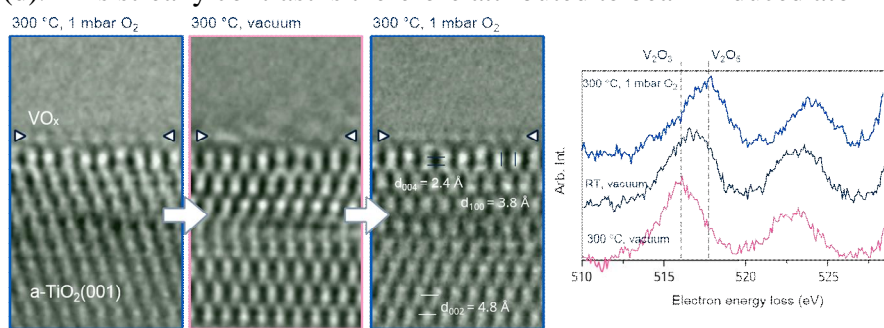 300 °C, 1 mbar O₂
300 °C, vacuum
300 °C, 1 mbar O₂
VOₓ
d₀₀₄ = 2.4 Å
d₁₀₀ = 3.8 Å
a-TiO₂(001)
d₀₀₂ = 4.8 Å
V₂O₃
V₂O₅
300 °C, 1 mbar O₂
RT, vacuum
300 °C, vacuum
Arb. Int.
510
515
520
525
Electron energy loss (eV)